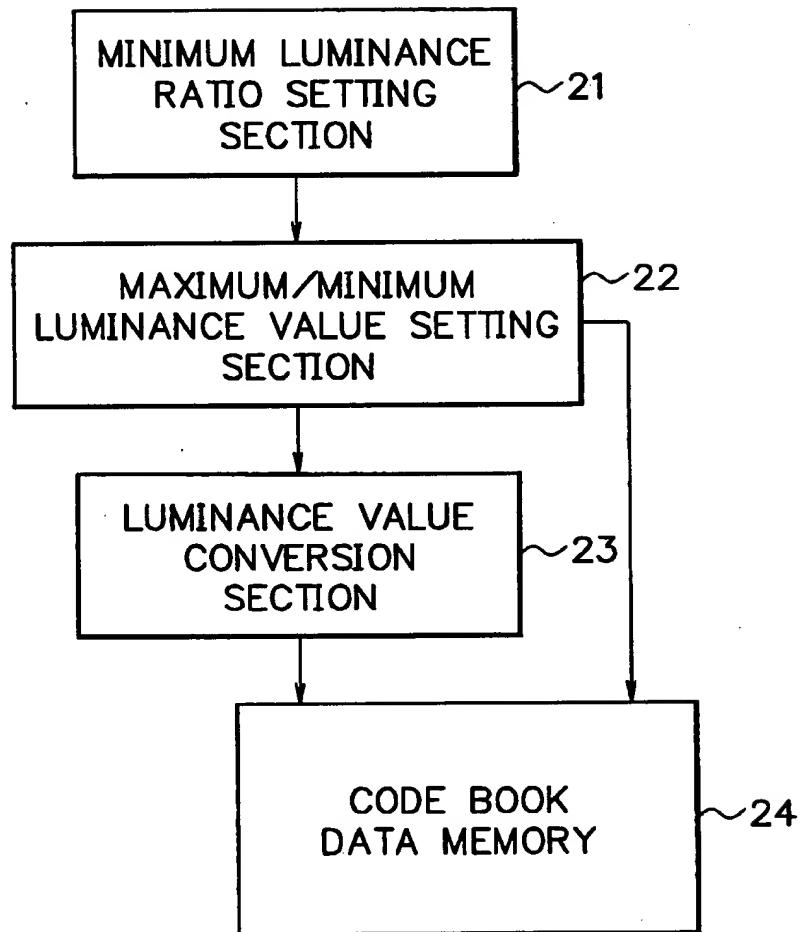 MINIMUM LUMINANCE
RATIO SETTING
SECTION
21
MAXIMUM/MINIMUM
LUMINANCE VALUE SETTING
SECTION
22
LUMINANCE VALUE
CONVERSION
SECTION
23
CODE BOOK
DATA MEMORY
24